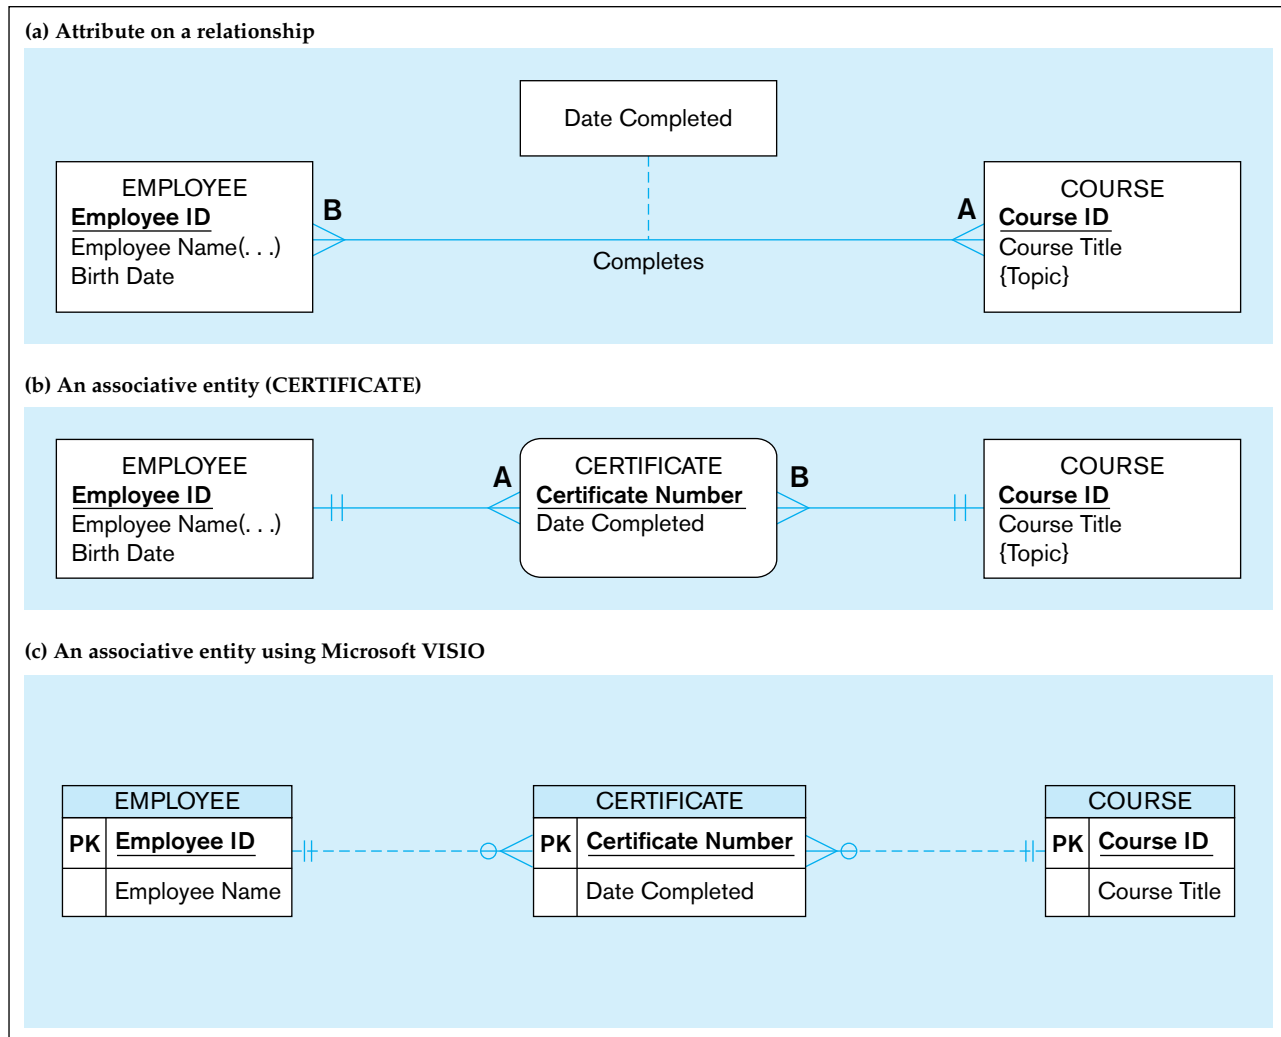 (a) Attribute on a relationship
Date Completed
EMPLOYEE
Employee ID
Employee Name(. . .)
Birth Date
B
Completes
A
COURSE
Course ID
Course Title
{Topic}
(b) An associative entity (CERTIFICATE)
EMPLOYEE
Employee ID
Employee Name(. . .)
Birth Date
A
CERTIFICATE
Certificate Number
Date Completed
B
COURSE
Course ID
Course Title
{Topic}
(c) An associative entity using Microsoft VISIO
EMPLOYEE
PK Employee ID
Employee Name
CERTIFICATE
PK Certificate Number
Date Completed
COURSE
PK Course ID
Course Title